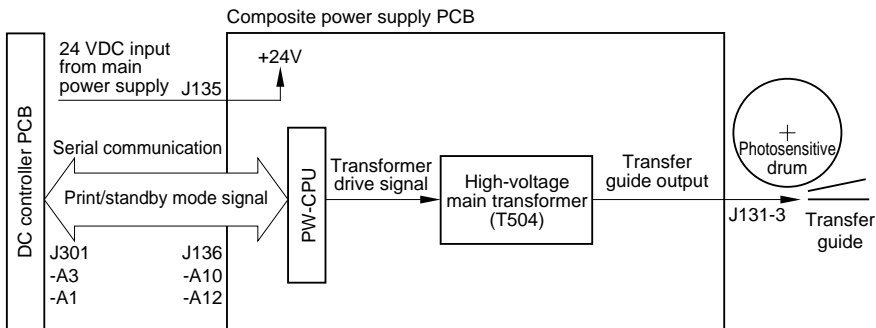 Composite power supply PCB
24 VDC input
from main
power supply
J135
+24V
DC controller PCB
Serial communication
Print/standby mode signal
J301
-A3
-A1
J136
-A10
-A12
PW-CPU
Transformer
drive signal
High-voltage
main transformer
(T504)
Transfer
guide output
Photosensitive
drum
J131-3
Transfer
guide